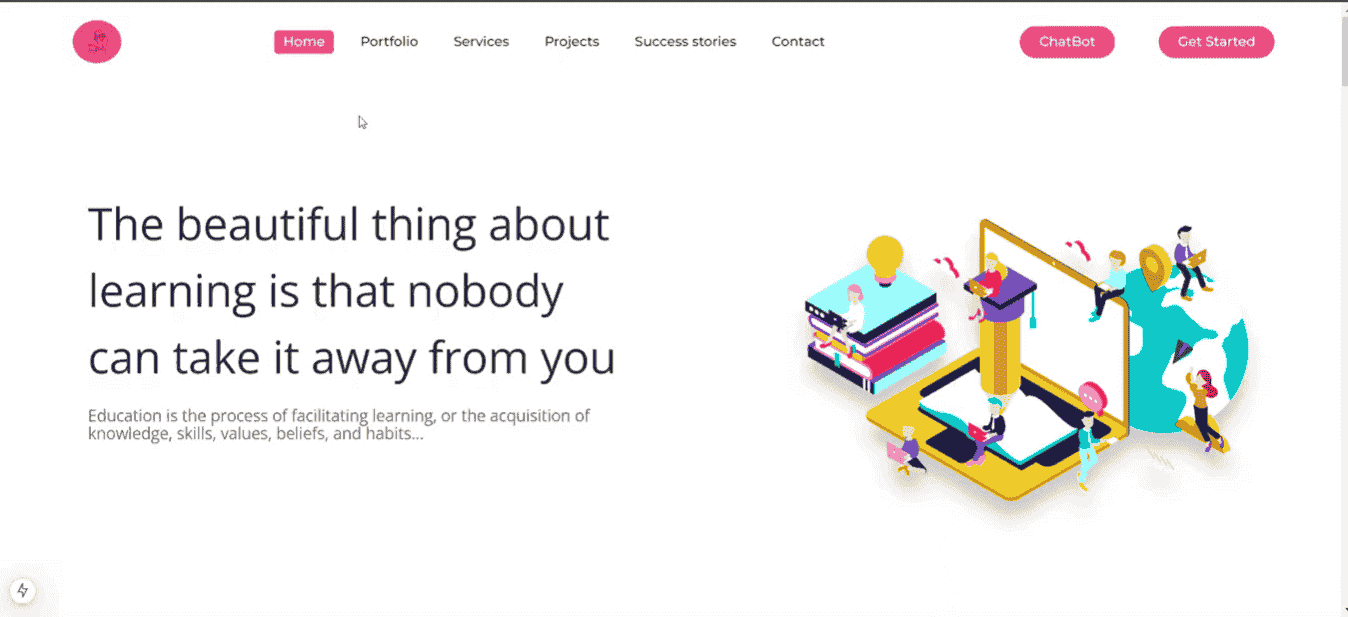 Home Portfolio Services Projects Success stories Contact ChatBot Get Started
The beautiful thing about
learning is that nobody
can take it away from you
Education is the process of facilitating learning, or the acquisition of
knowledge, skills, values, beliefs, and habits...